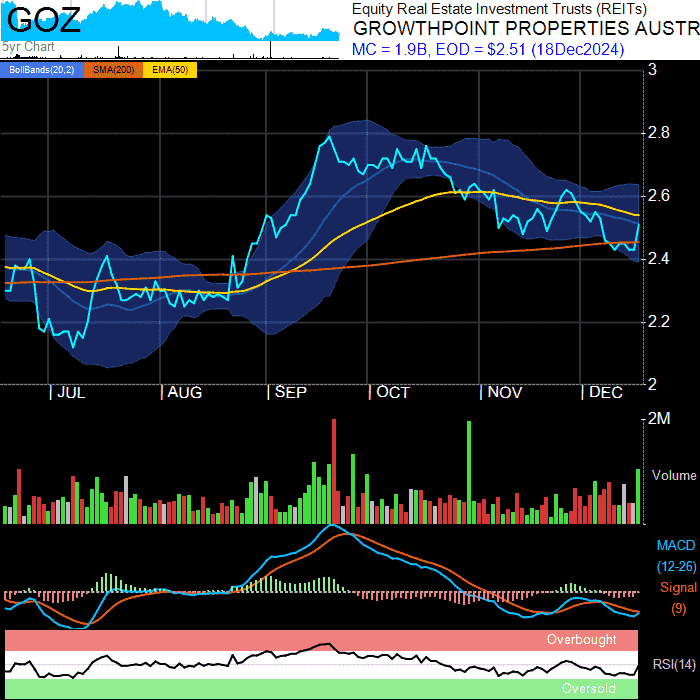 GOZ
5yr Chart
Equity Real Estate Investment Trusts (REITs)
GROWTHPOINT PROPERTIES AUSTR
MC = 1.9B, EOD = $2.51 (18Dec2024)
BollBands(20,2) SMA(200) EMA(50)
3
2.8
2.6
2.4
2.2
2
JUL AUG SEP OCT NOV DEC
2M
Volume
MACD
(12-26)
Signal
(9)
Overbought
RSI(14)
Oversold